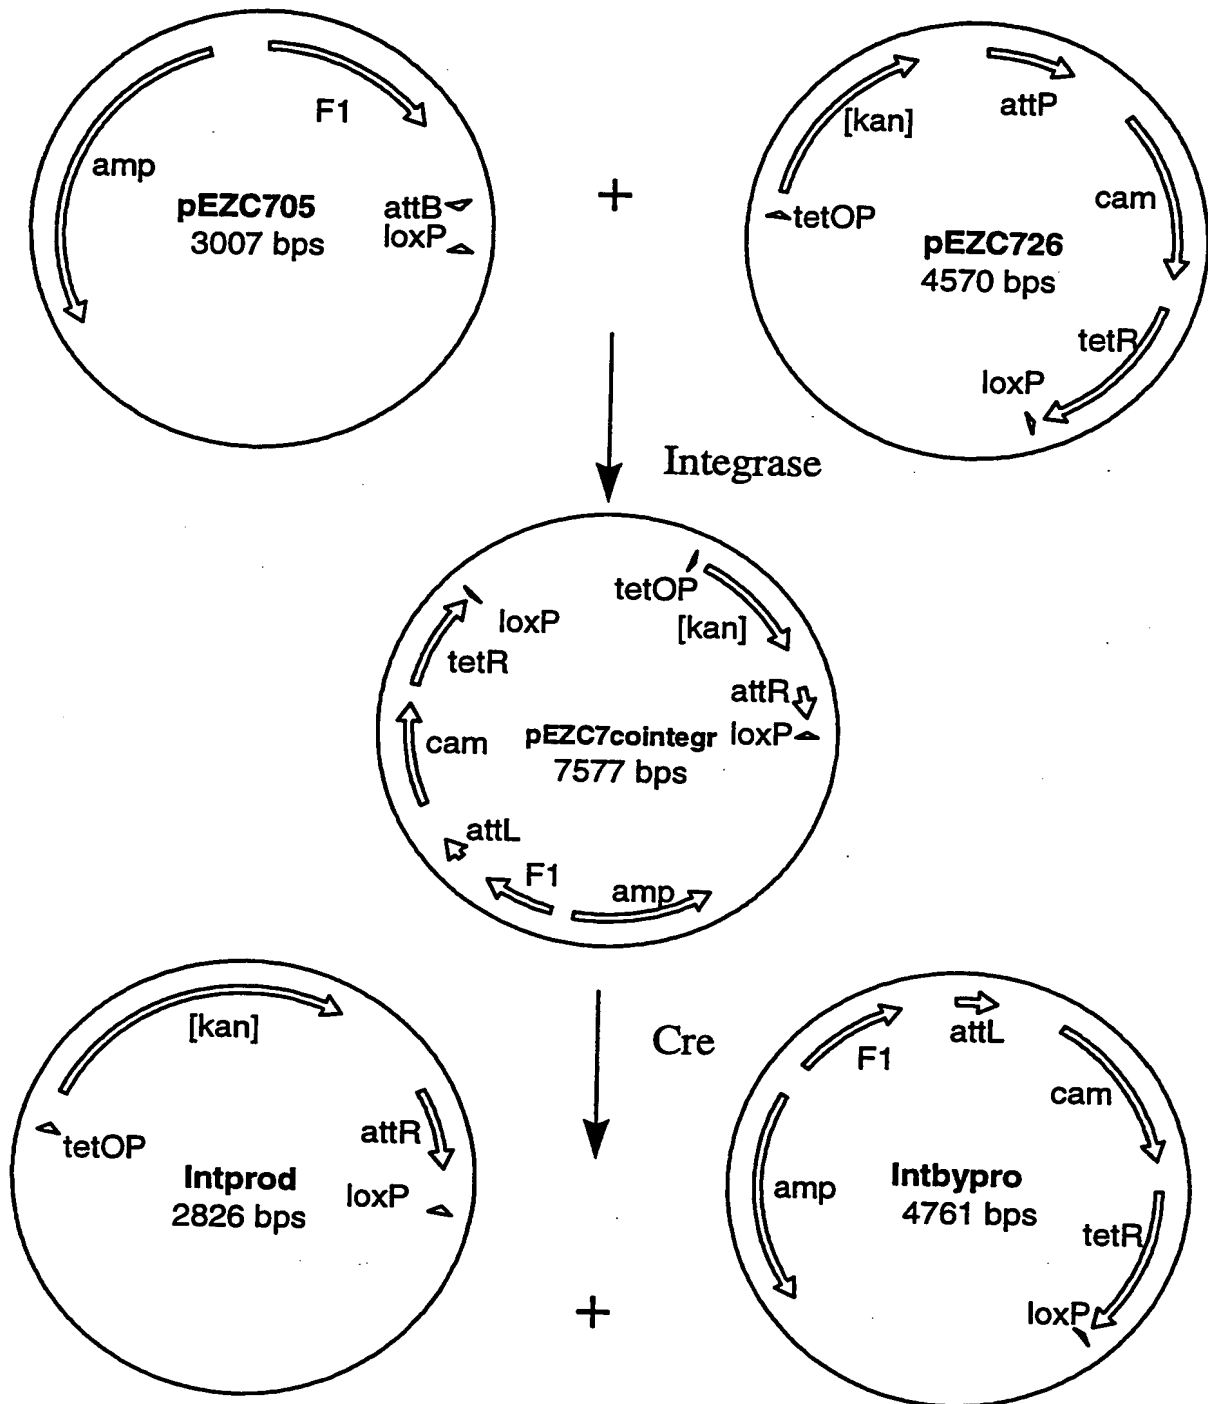 F1
amp
pEZC705
3007 bps
attB
loxP
+
[kan]
attP
cam
tetOP
pEZC726
4570 bps
tetR
loxP
Integrase
tetOP
[kan]
loxP
tetR
attR
loxP
cam
pEZC7cointegr
7577 bps
attL
F1
amp
Cre
[kan]
tetOP
attR
Intprod
2826 bps
loxP
+
F1
attL
cam
amp
Intbypro
4761 bps
tetR
loxP